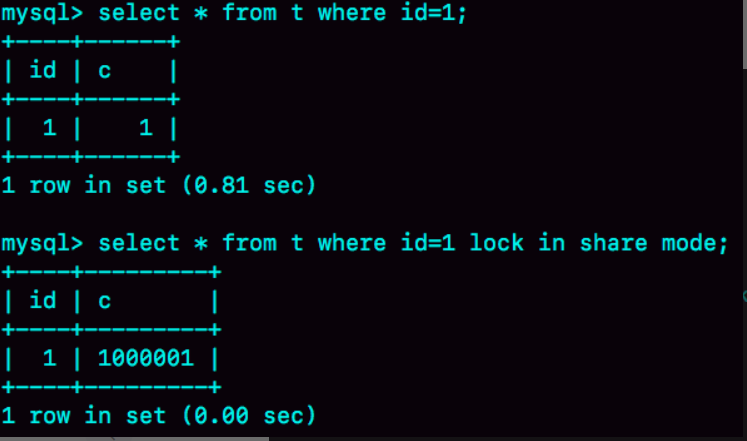 mysql> select * from t where id=1;
+----+------+
| id | c    |
+----+------+
|  1 |    1 |
+----+------+
1 row in set (0.81 sec)

mysql> select * from t where id=1 lock in share mode;
+----+---------+
| id | c       |
+----+---------+
|  1 | 1000001 |
+----+---------+
1 row in set (0.00 sec)